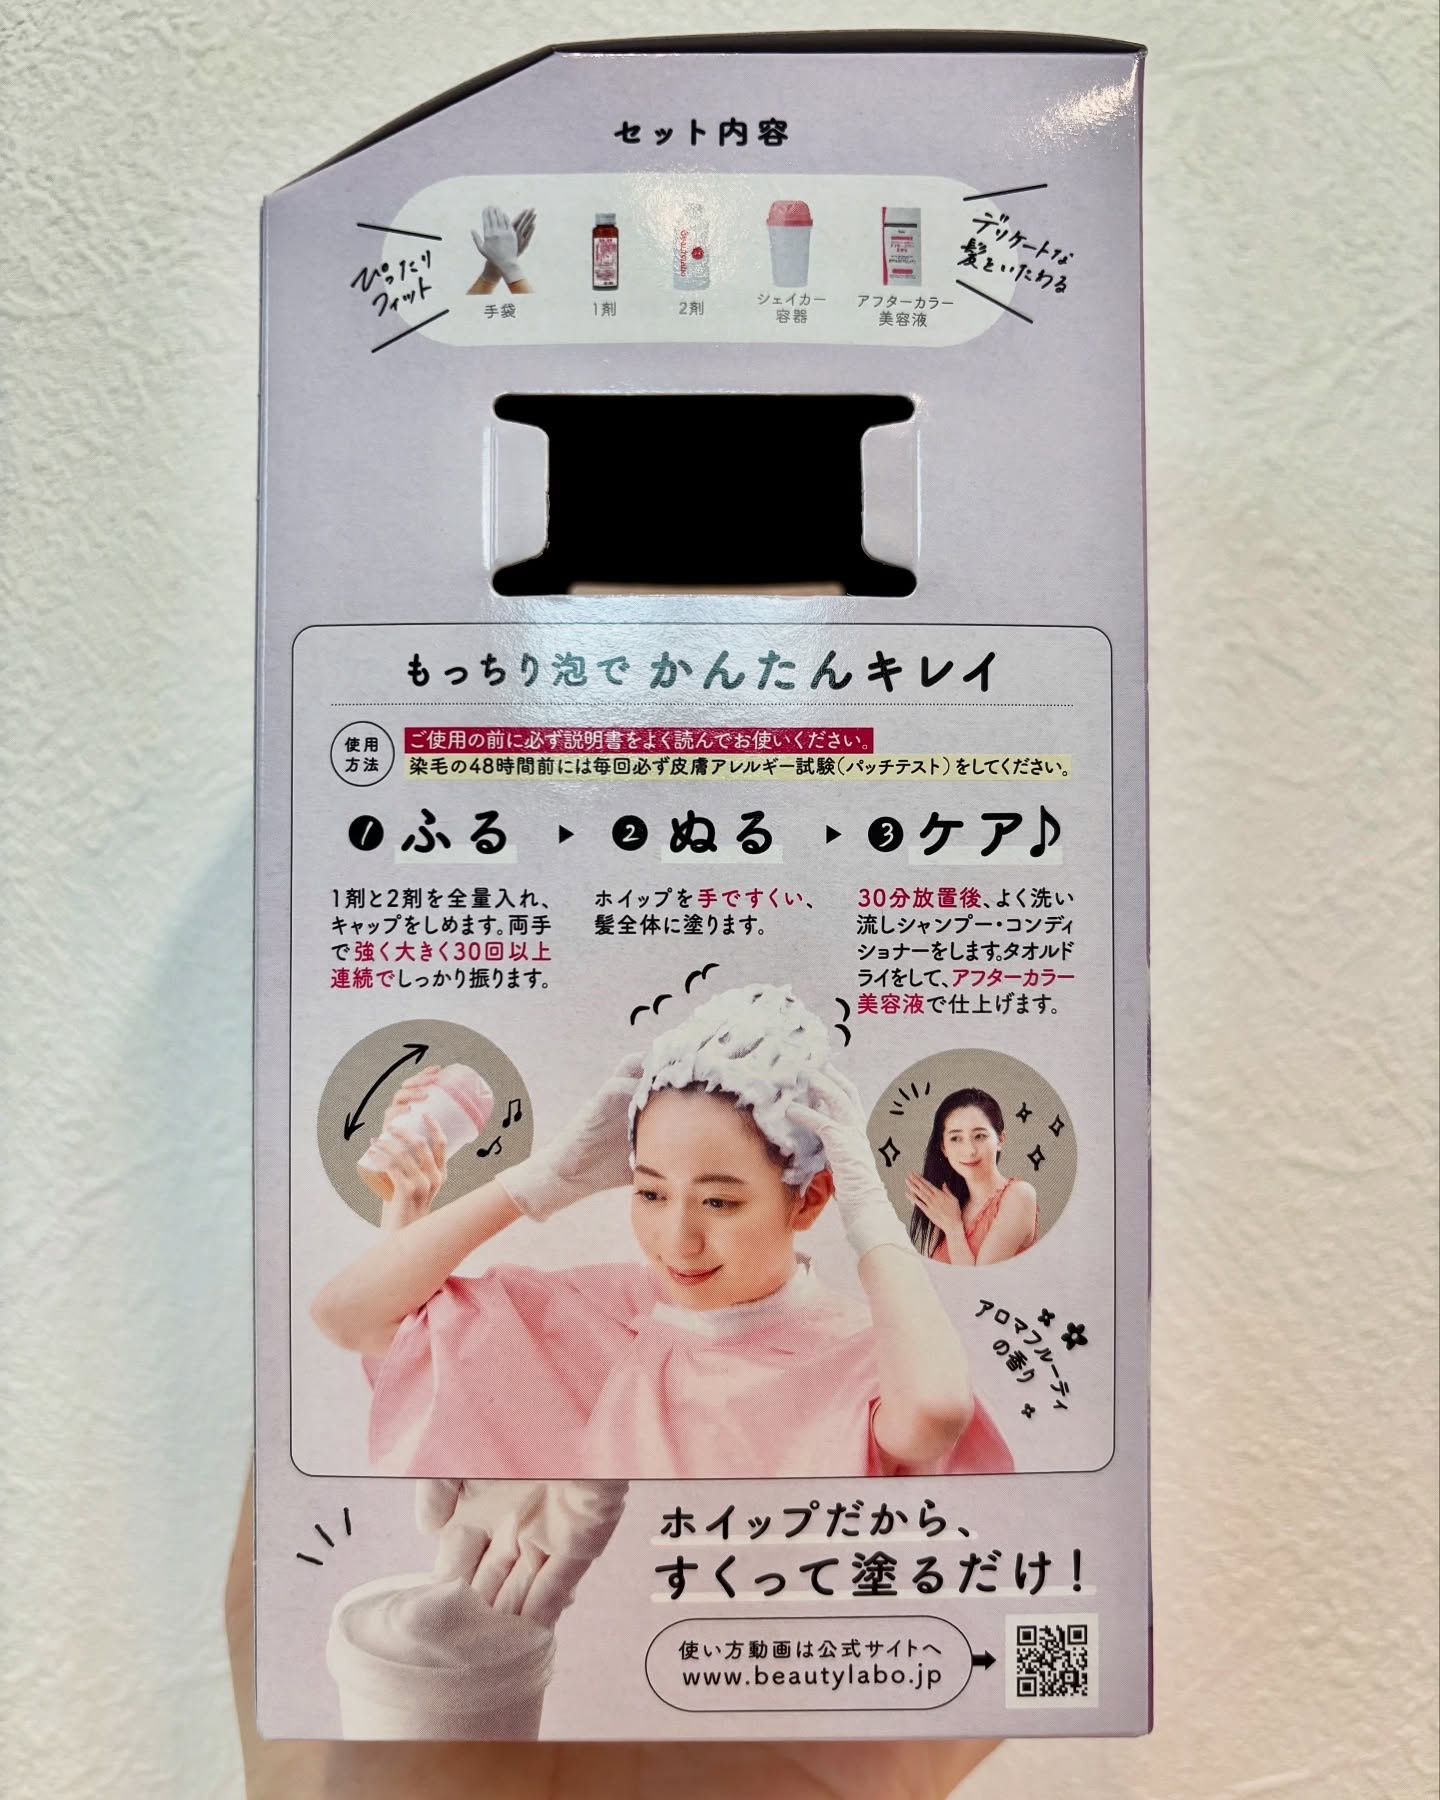 セット内容
ぴったり
フィット
手袋
1剤
2剤
シェイカー
容器
アフターカラー
美容液
デリケートな
髪をいたわる
もっちり泡でかんたんキレイ
使用
方法
ご使用の前に必ず説明書をよく読んでお使いください。
染毛の48時間前には毎回必ず皮膚アレルギー試験(パッチテスト)をしてください。
1 ふる ▶ 2 ぬる ▶ 3 ケア♪
1剤と2剤を全量入れ、
キャップをしめます。両手
で強く大きく30回以上
連続でしっかり振ります。
ホイップを手ですくい、
髪全体に塗ります。
30分放置後、よく洗い
流しシャンプー・コンディ
ショナーをします。タオルド
ライをして、アフターカラー
美容液で仕上げます。
アロマフルーティ
の香り
ホイップだから、
すくって塗るだけ!
使い方動画は公式サイトへ
www.beautylabo.jp